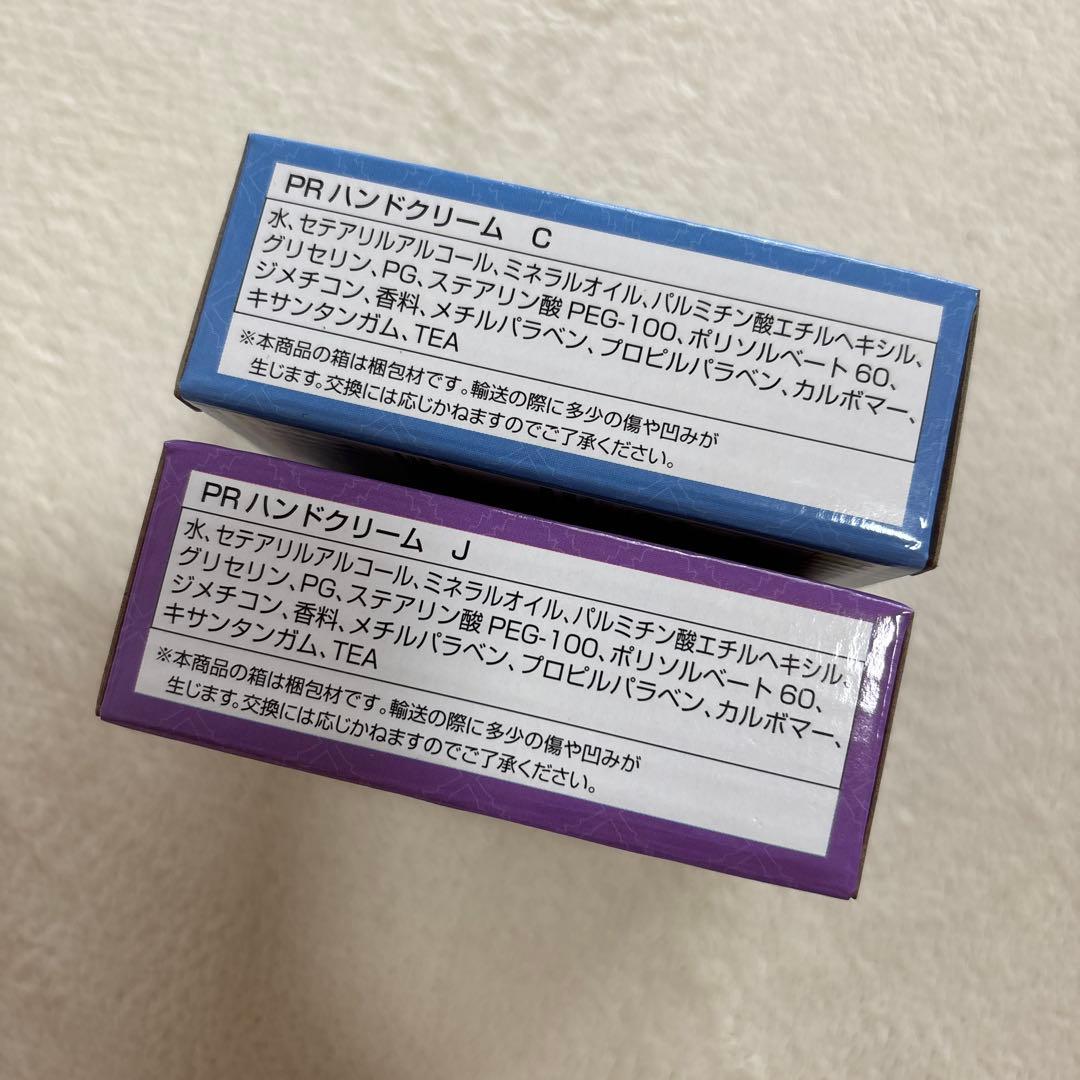 PR ハンドクリーム C
水、セテアリルアルコール、ミネラルオイル、パルミチン酸エチルヘキシル、
グリセリン、PG、ステアリン酸 PEG-100、ポリソルベート 60、
ジメチコン、香料、メチルパラベン、プロピルパラベン、カルボマー、
キサンタンガム、TEA
※本商品の箱は梱包材です。輸送の際に多少の傷や凹みが
生じます。交換には応じかねますのでご了承ください。
PR ハンドクリーム J
水、セテアリルアルコール、ミネラルオイル、パルミチン酸エチルヘキシル、
グリセリン、PG、ステアリン酸 PEG-100、ポリソルベート 60、
ジメチコン、香料、メチルパラベン、プロピルパラベン、カルボマー、
キサンタンガム、TEA
※本商品の箱は梱包材です。輸送の際に多少の傷や凹みが
生じます。交換には応じかねますのでご了承ください。